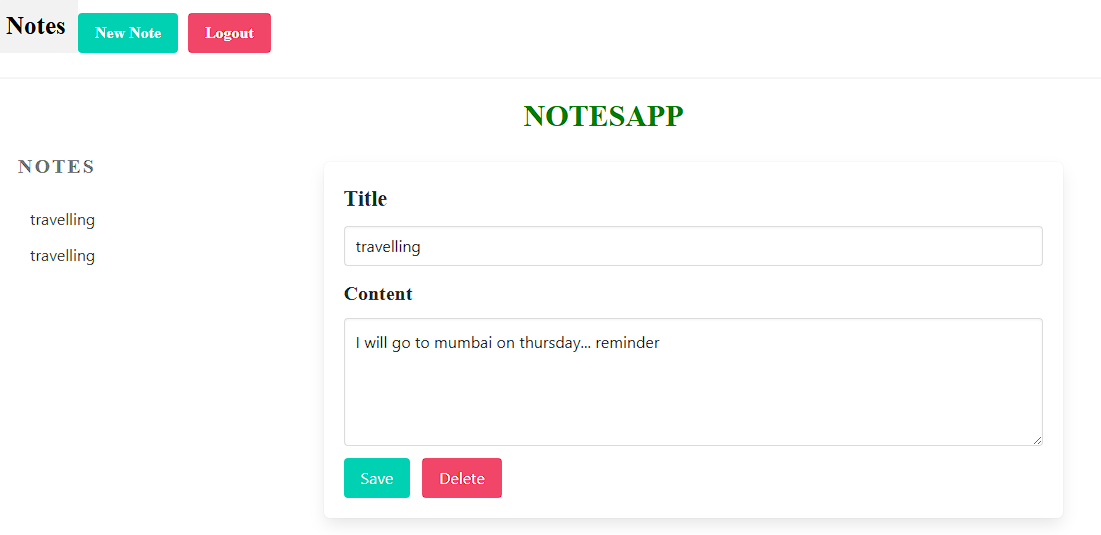 Notes New Note Logout
NOTESAPP
NOTES
travelling
travelling
Title
travelling
Content
I will go to mumbai on thursday... reminder
Save Delete